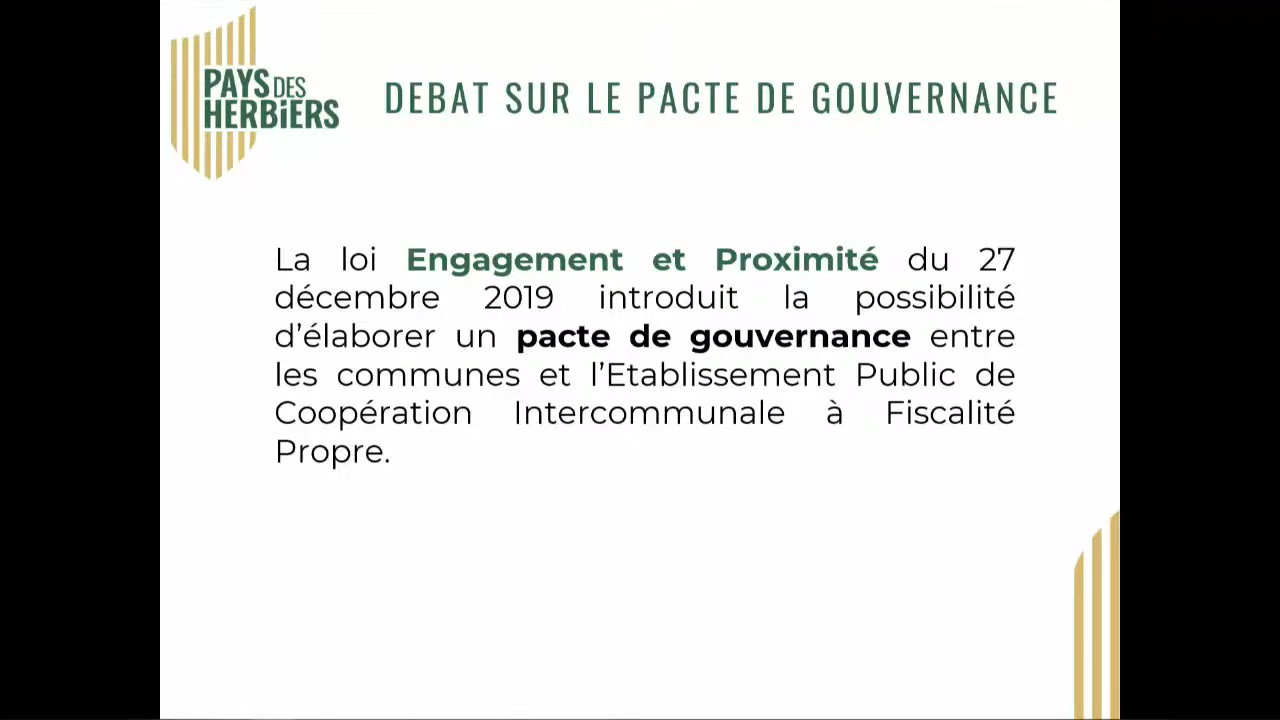 PAYS DES
HERBIERS
DEBAT SUR LE PACTE DE GOUVERNANCE
La loi Engagement et Proximité du 27
décembre 2019 introduit la possibilité
d’élaborer un pacte de gouvernance entre
les communes et l’Etablissement Public de
Coopération Intercommunale à Fiscalité
Propre.